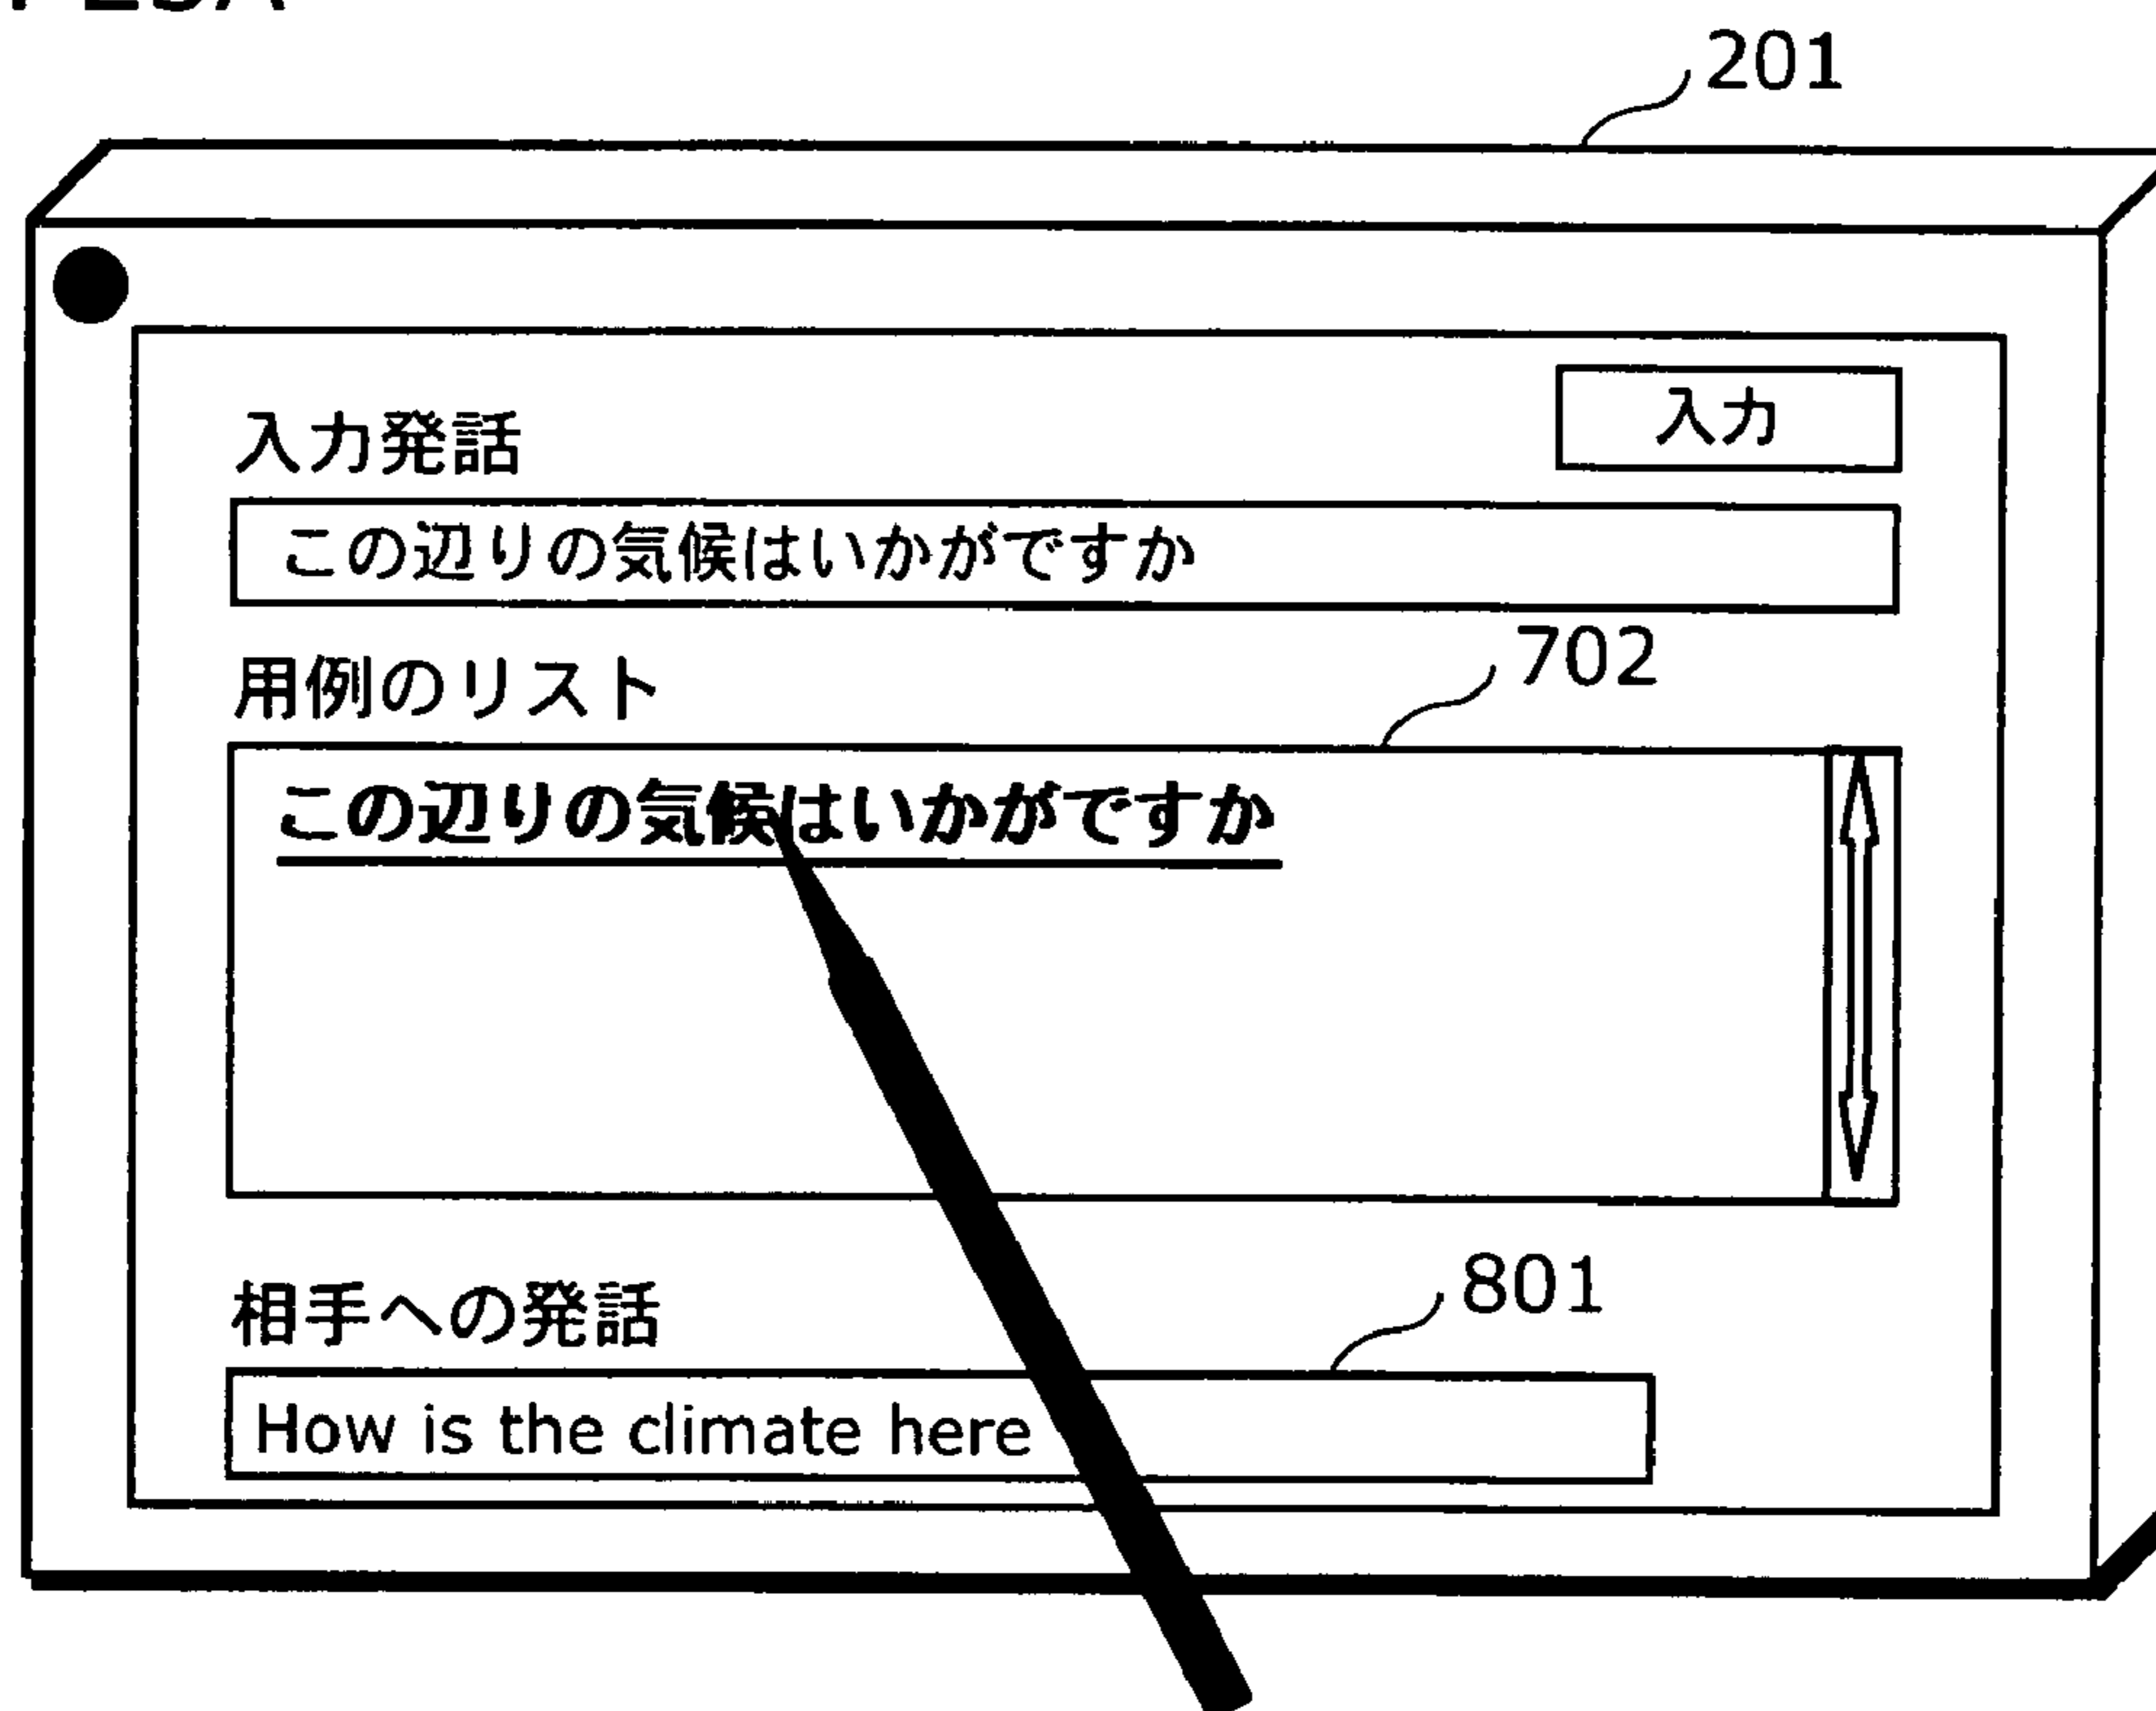 201
入力
入力発話
この辺りの気候はいかがですか
702
用例のリスト
この辺りの気候はいかがですか
801
相手への発話
How is the climate here